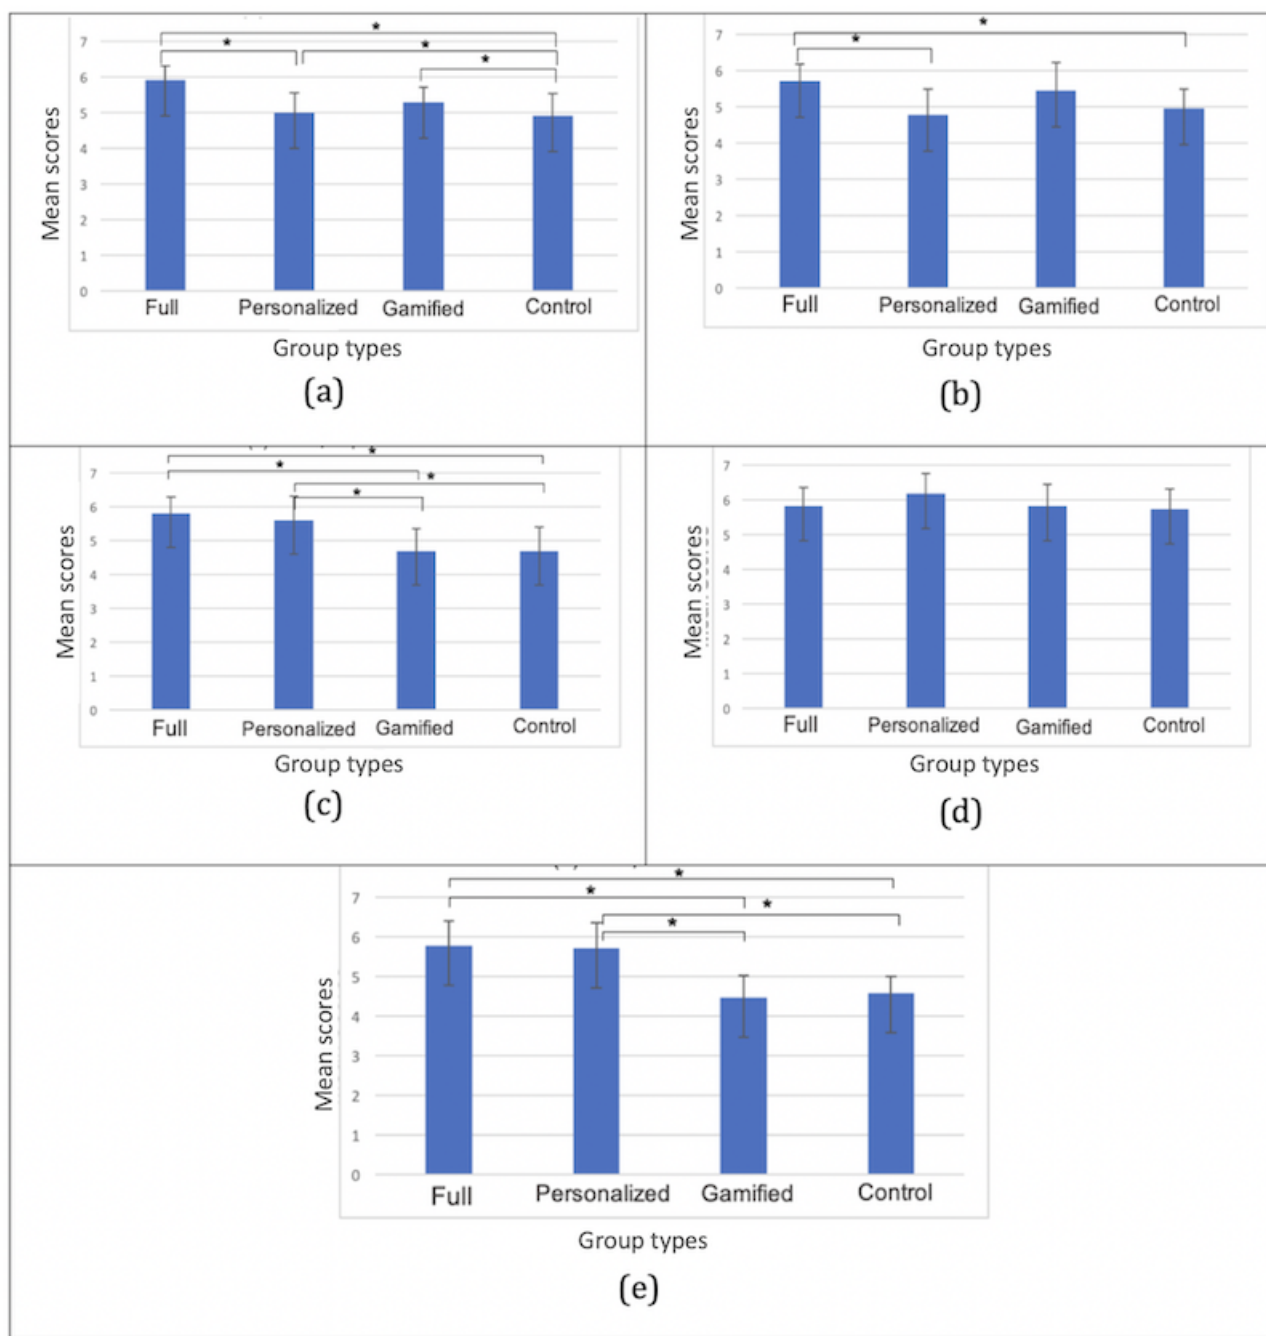 * 
* *
*
7
6
5
4
3
2
1
0
Mean scores
Full Personalized Gamified Control
Group types
(a)
*
*
7
6
5
4
3
2
1
0
Mean scores
Full Personalized Gamified Control
Group types
(b)
*
*
*
*
7
6
5
4
3
2
1
0
Mean scores
Full Personalized Gamified Control
Group types
(c)
7
6
5
4
3
2
1
0
Mean scores
Full Personalized Gamified Control
Group types
(d)
*
*
*
*
7
6
5
4
3
2
1
0
Mean scores
Full Personalized Gamified Control
Group types
(e)